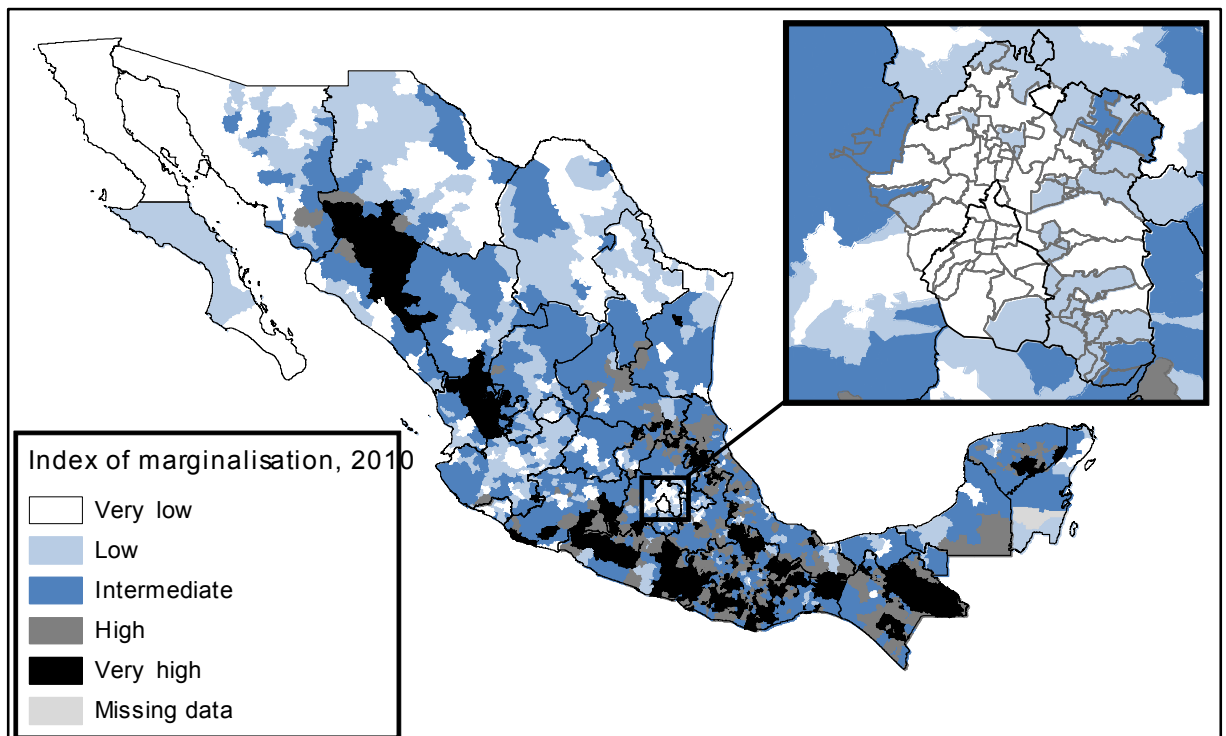 Index of marginalisation, 2010
Very low
Low
Intermediate
High
Very high
Missing data